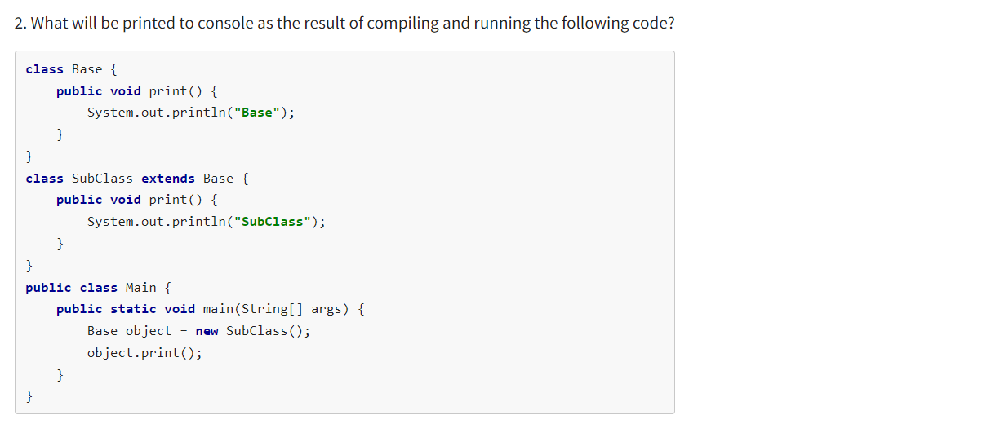 2. What will be printed to console as the result of compiling and running the following code?
class Base {
    public void print() {
        System.out.println("Base");
    }
}
class SubClass extends Base {
    public void print() {
        System.out.println("SubClass");
    }
}
public class Main {
    public static void main(String[] args) {
        Base object = new SubClass();
        object.print();
    }
}